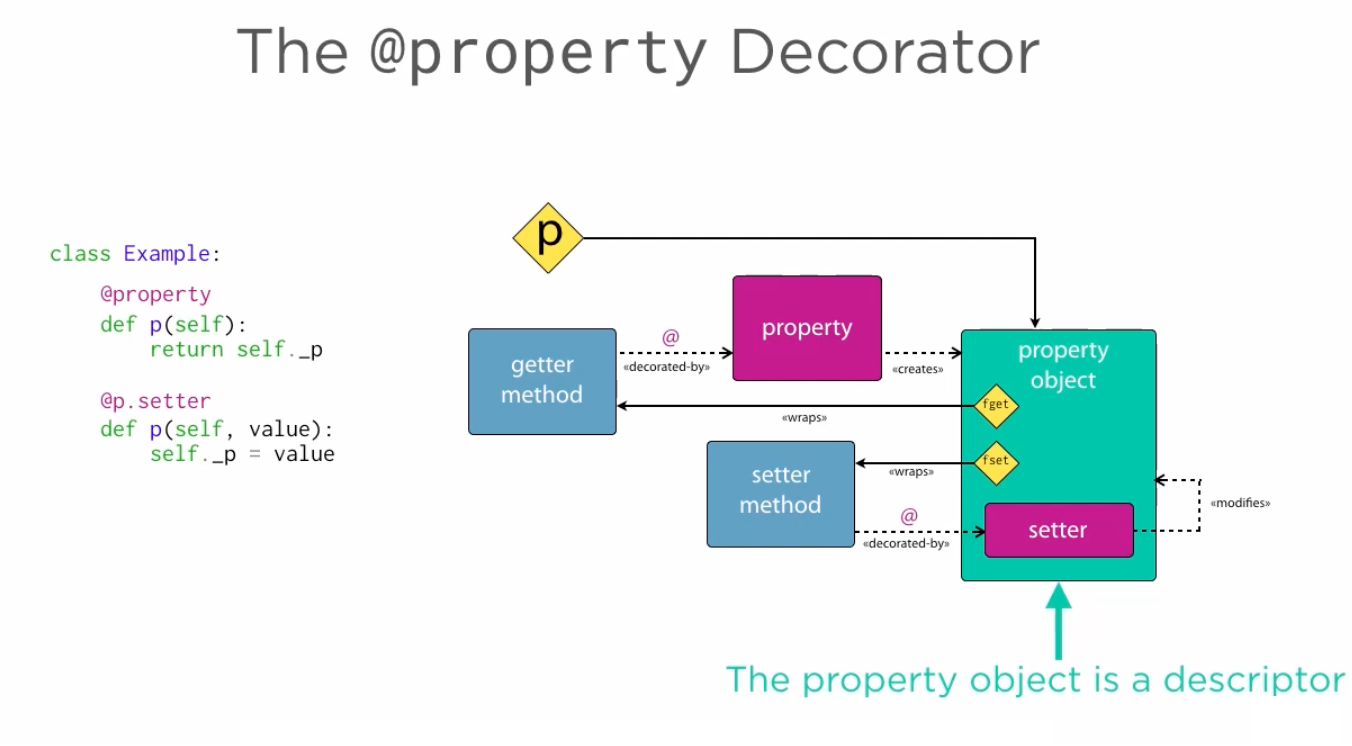 The @property Decorator
class Example:
@property
def p(self):
return self._p
@p.setter
def p(self, value):
self._p = value
p
property
@
«decorated-by»
«creates»
getter
method
property
object
fget
«wraps»
setter
method
fset
«wraps»
@
«decorated-by»
setter
«modifies»
The property object is a descriptor